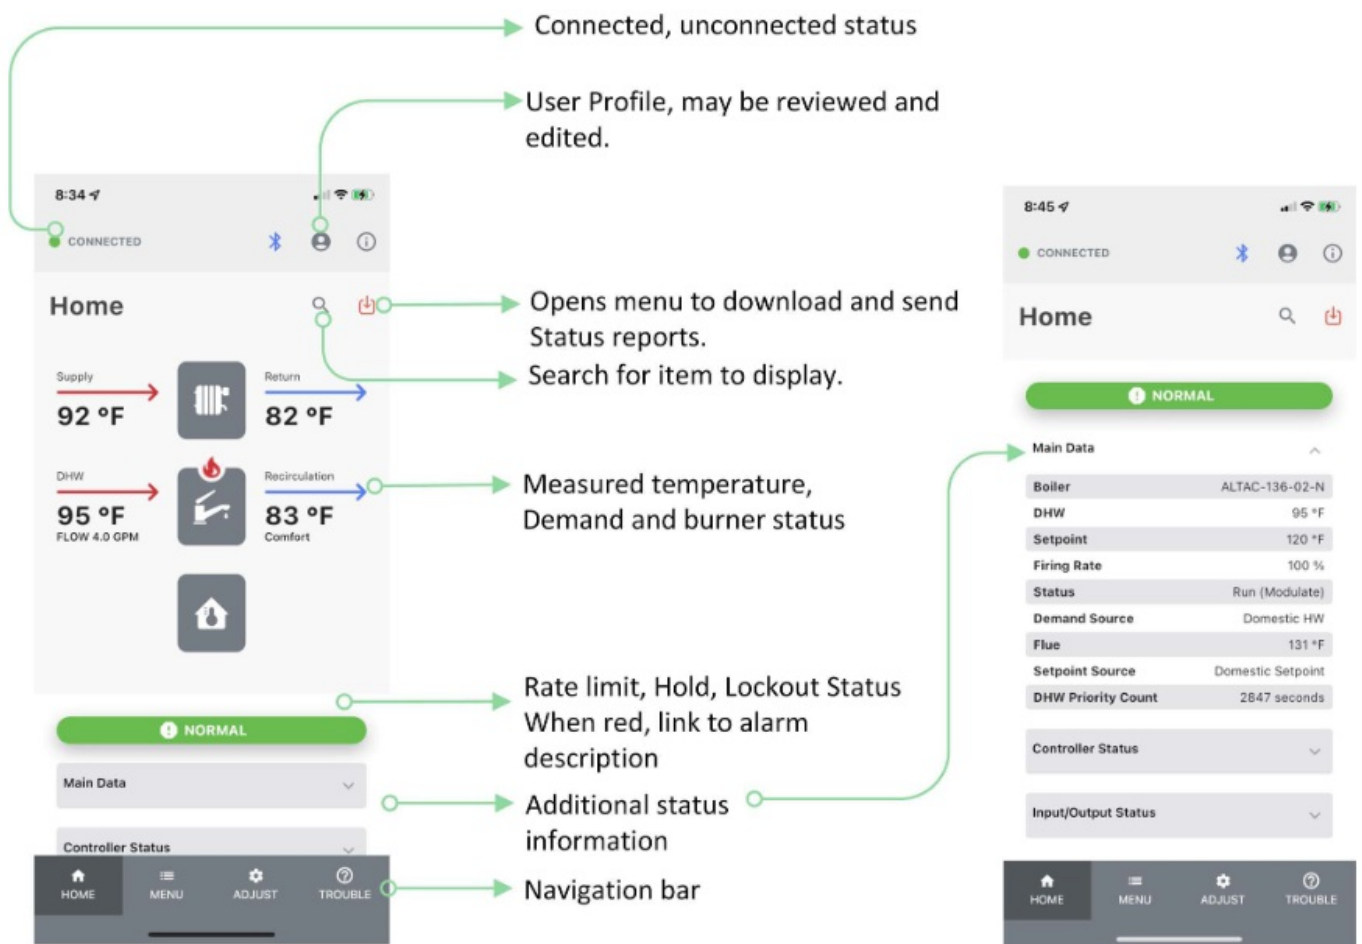 Connected, unconnected status
User Profile, may be reviewed and
edited.
8:34
CONNECTED
Home
Opens menu to download and send
Status reports.
Search for item to display.
Supply
92 °F
Return
82 °F
DHW
95 °F
FLOW 4.0 GPM
Recirculation
83 °F
Comfort
Measured temperature,
Demand and burner status
Rate limit, Hold, Lockout Status
When red, link to alarm
description
NORMAL
Main Data
Additional status
information
Controller Status
HOME
MENU
ADJUST
TROUBLE
Navigation bar
8:45
CONNECTED
Home
NORMAL
Main Data
Boiler ALTAC-136-02-N
DHW 95 °F
Setpoint 120 °F
Firing Rate 100 %
Status Run (Modulate)
Demand Source Domestic HW
Flue 131 °F
Setpoint Source Domestic Setpoint
DHW Priority Count 2847 seconds
Controller Status
Input/Output Status
HOME
MENU
ADJUST
TROUBLE